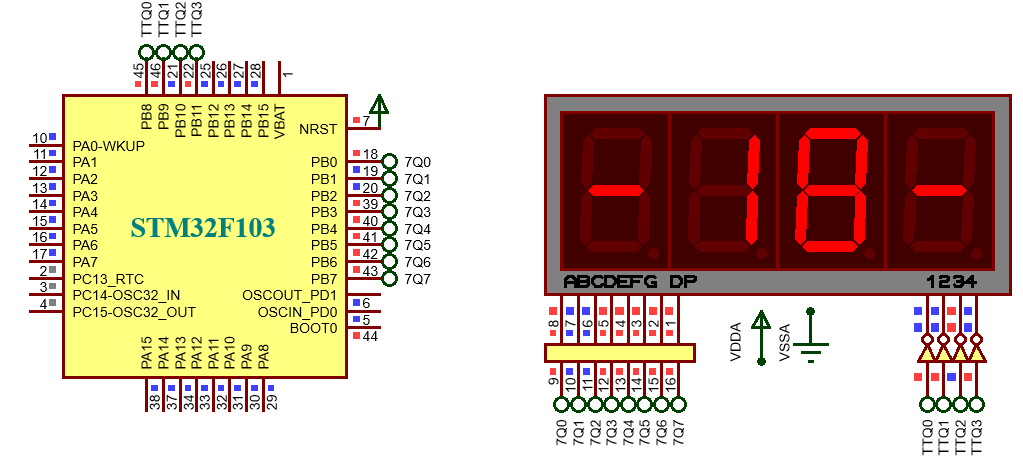 TTQ0
TTQ1
TTQ2
TTQ3
45
46
21
22
25
26
27
28
1
PB8
PB9
PB10
PB11
PB12
PB13
PB14
PB15
VBAT
NRST
7
10
PA0-WKUP
11
PA1
PB0
18
7Q0
12
PA2
PB1
19
7Q1
13
PA3
PB2
20
7Q2
14
PA4
PB3
39
7Q3
15
PA5
PB4
40
7Q4
16
PA6
PB5
41
7Q5
17
PA7
PB6
42
7Q6
2
PC13_RTC
PB7
43
7Q7
3
PC14-OSC32_IN
OSCOUT_PD1
6
4
PC15-OSC32_OUT
OSCIN_PD0
5
BOOT0
44
STM32F103
PA15
PA14
PA13
PA12
PA11
PA10
PA9
PA8
38
37
34
33
32
31
30
29
-10-
ABCDEFG DP
1234
8
7
6
5
4
3
2
1
9
10
11
12
13
14
15
16
7Q0
7Q1
7Q2
7Q3
7Q4
7Q5
7Q6
7Q7
VDDA
VSSA
TTQ0
TTQ1
TTQ2
TTQ3